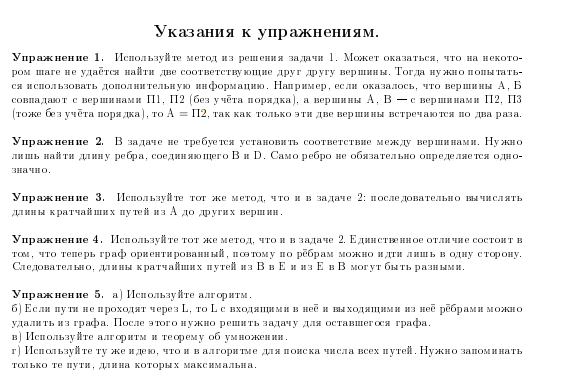 Указания к упражнениям.
Упражнение 1. Используйте метод из решения задачи 1. Может оказаться, что на некото-
ром шаге не удаётся найти две соответствующие друг другу вершины. Тогда нужно попытать-
ся использовать дополнительную информацию. Например, если оказалось, что вершины А, Б
совпадают с вершинами П1, П2 (без учёта порядка), а вершины А, В — с вершинами П2, П3
(тоже без учёта порядка), то А = П2, так как только эти две вершины встречаются по два раза.
Упражнение 2. В задаче не требуется установить соответствие между вершинами. Нужно
лишь найти длину ребра, соединяющего B и D. Само ребро не обязательно определяется одно-
значно.
Упражнение 3. Используйте тот же метод, что и в задаче 2: последовательно вычислять
длины кратчайших путей из A до других вершин.
Упражнение 4. Используйте тот же метод, что и в задаче 2. Единственное отличие состоит в
том, что теперь граф ориентированный, поэтому по рёбрам можно идти лишь в одну сторону.
Следовательно, длины кратчайших путей из B в E и из E в B могут быть разными.
Упражнение 5. а) Используйте алгоритм.
б) Если пути не проходят через L, то L с входящими в неё и выходящими из неё рёбрами можно
удалить из графа. После этого нужно решить задачу для оставшегося графа.
в) Используйте алгоритм и теорему об умножении.
г) Используйте ту же идею, что и в алгоритме для поиска числа всех путей. Нужно запоминать
только те пути, длина которых максимальна.